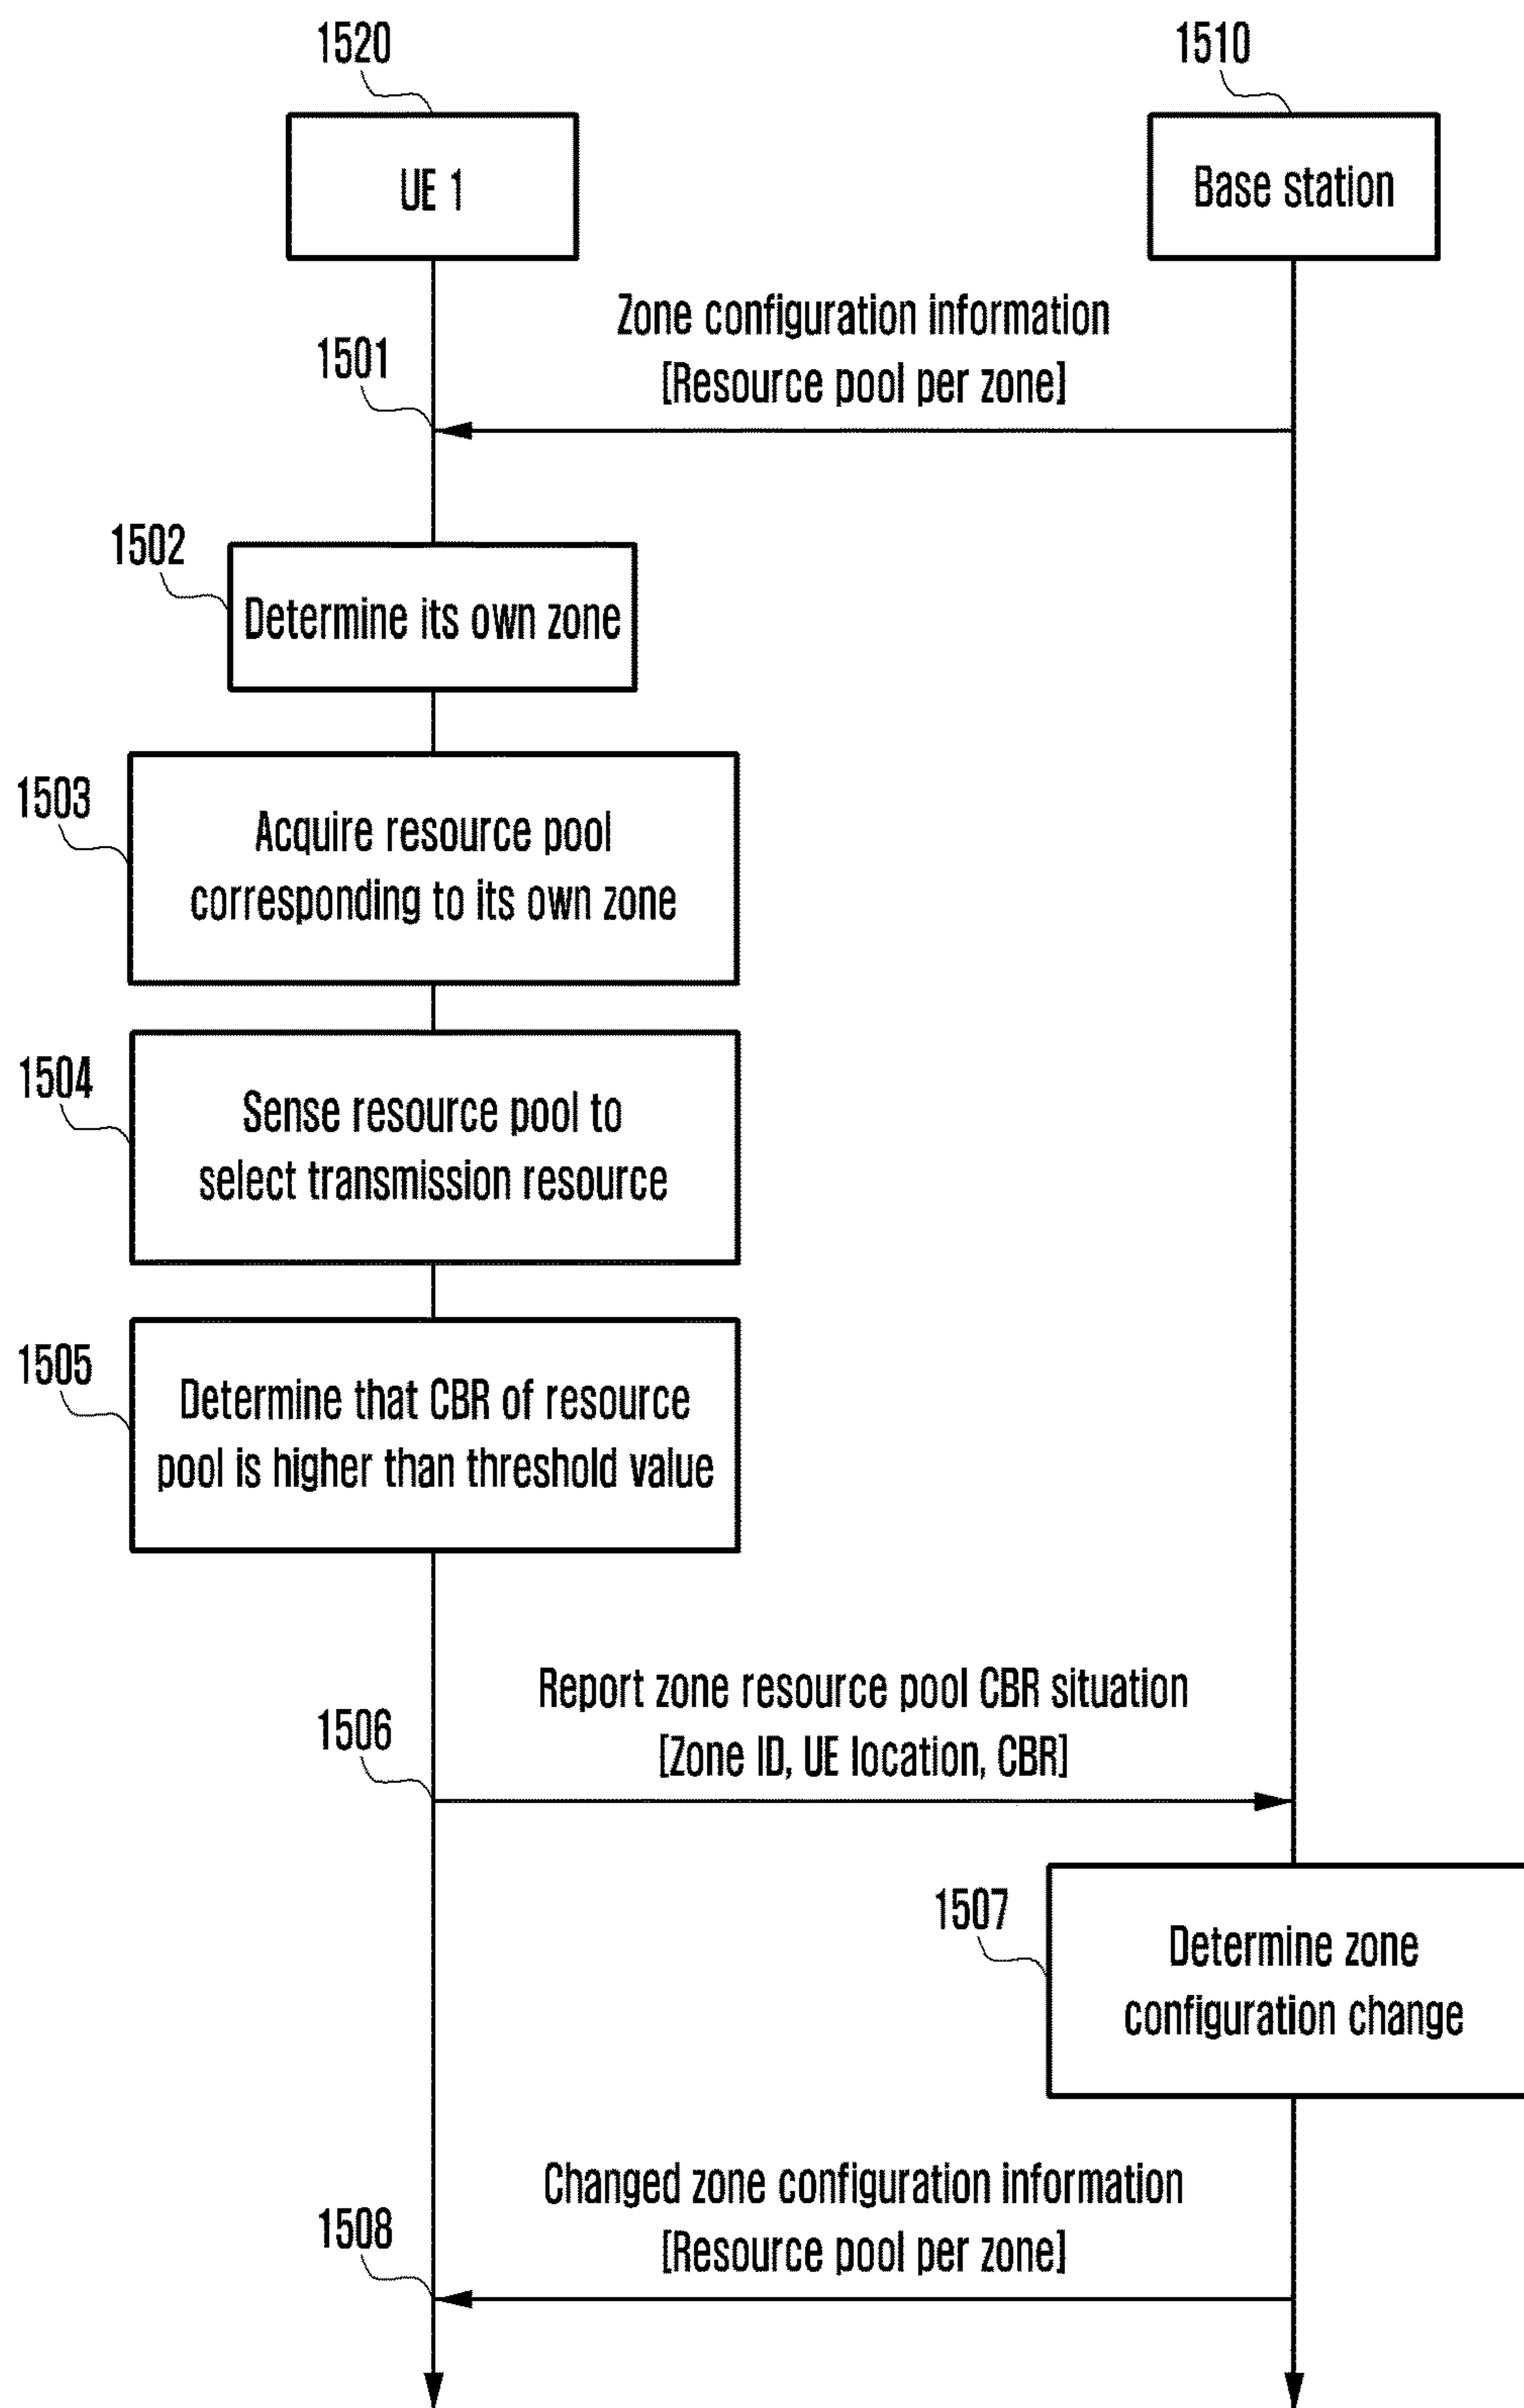 1520
1510
UE 1
Base station
Zone configuration information
[Resource pool per zone]
1501
1502
Determine its own zone
1503
Acquire resource pool
corresponding to its own zone
1504
Sense resource pool to
select transmission resource
1505
Determine that CBR of resource
pool is higher than threshold value
Report zone resource pool CBR situation
[Zone ID, UE location, CBR]
1506
1507
Determine zone
configuration change
Changed zone configuration information
[Resource pool per zone]
1508